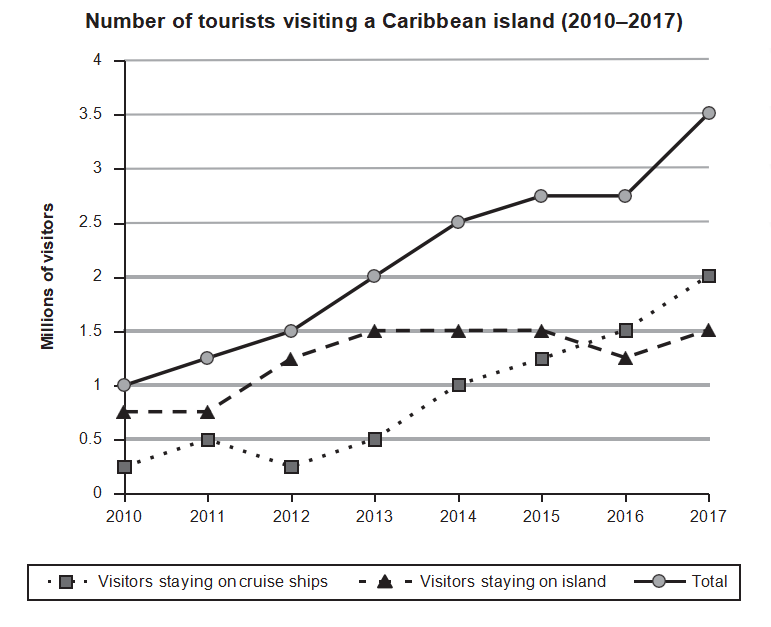 Number of tourists visiting a Caribbean island (2010–2017)
Millions of visitors
4
3.5
3
2.5
2
1.5
1
0.5
0
2010 2011 2012 2013 2014 2015 2016 2017
Visitors staying on cruise ships Visitors staying on island Total